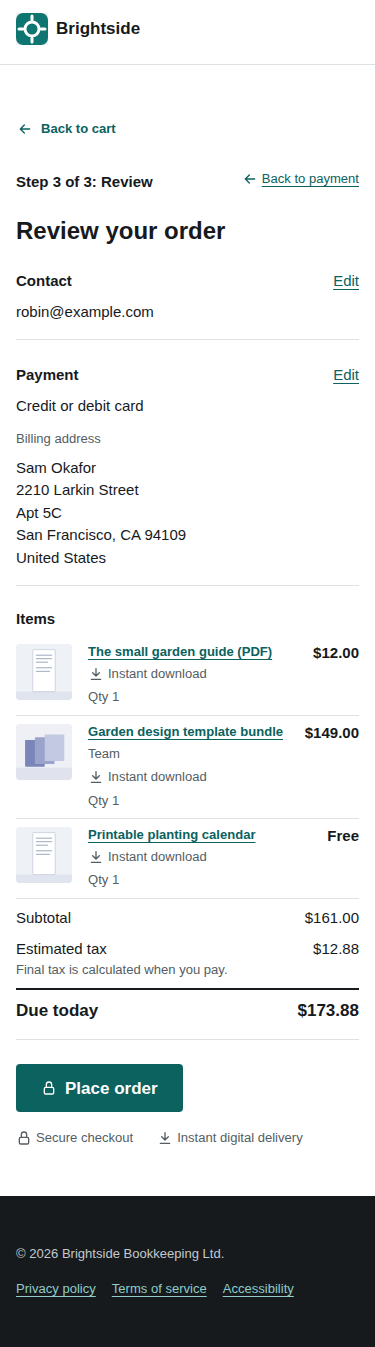 Brightside
Back to cart
Step 3 of 3: Review
Back to payment
Review your order
Contact
Edit
robin@example.com
Payment
Edit
Credit or debit card
Billing address
Sam Okafor
2210 Larkin Street
Apt 5C
San Francisco, CA 94109
United States
Items
The small garden guide (PDF)
$12.00
Instant download
Qty 1
Garden design template bundle
$149.00
Team
Instant download
Qty 1
Printable planting calendar
Free
Instant download
Qty 1
Subtotal
$161.00
Estimated tax
$12.88
Final tax is calculated when you pay.
Due today
$173.88
Place order
Secure checkout
Instant digital delivery
© 2026 Brightside Bookkeeping Ltd.
Privacy policy
Terms of service
Accessibility